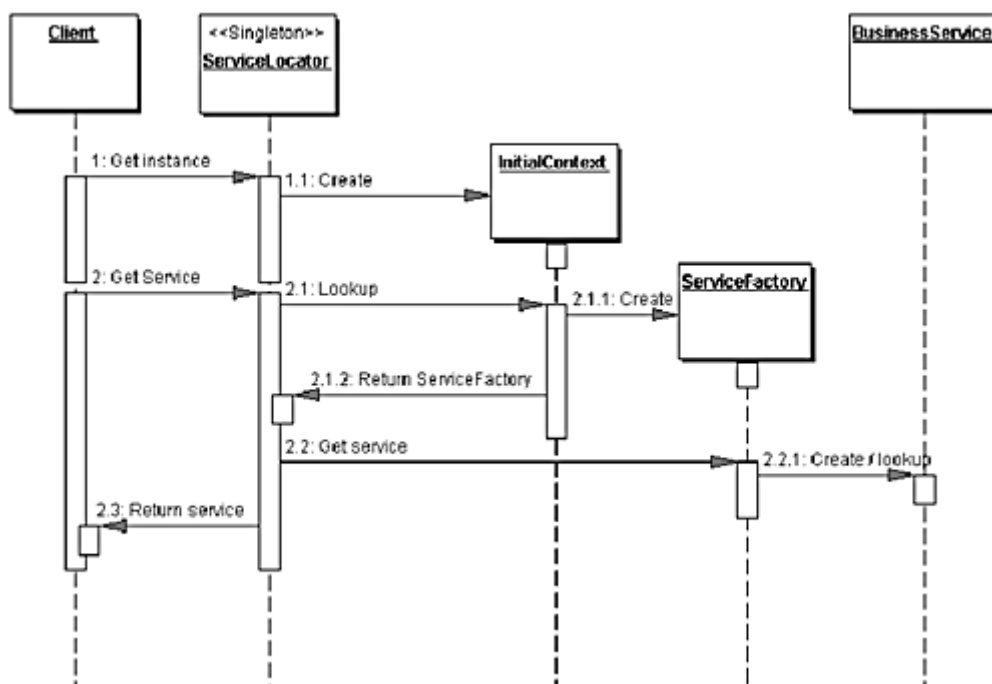 Client
<<Singleton>>
ServiceLocator
BusinessService
1: Get instance
1.1: Create
InitialContext
2: Get Service
2.1: Lookup
2.1.1: Create
ServiceFactory
2.1.2: Return ServiceFactory
2.2: Get service
2.2.1: Create / lookup
2.3: Return service